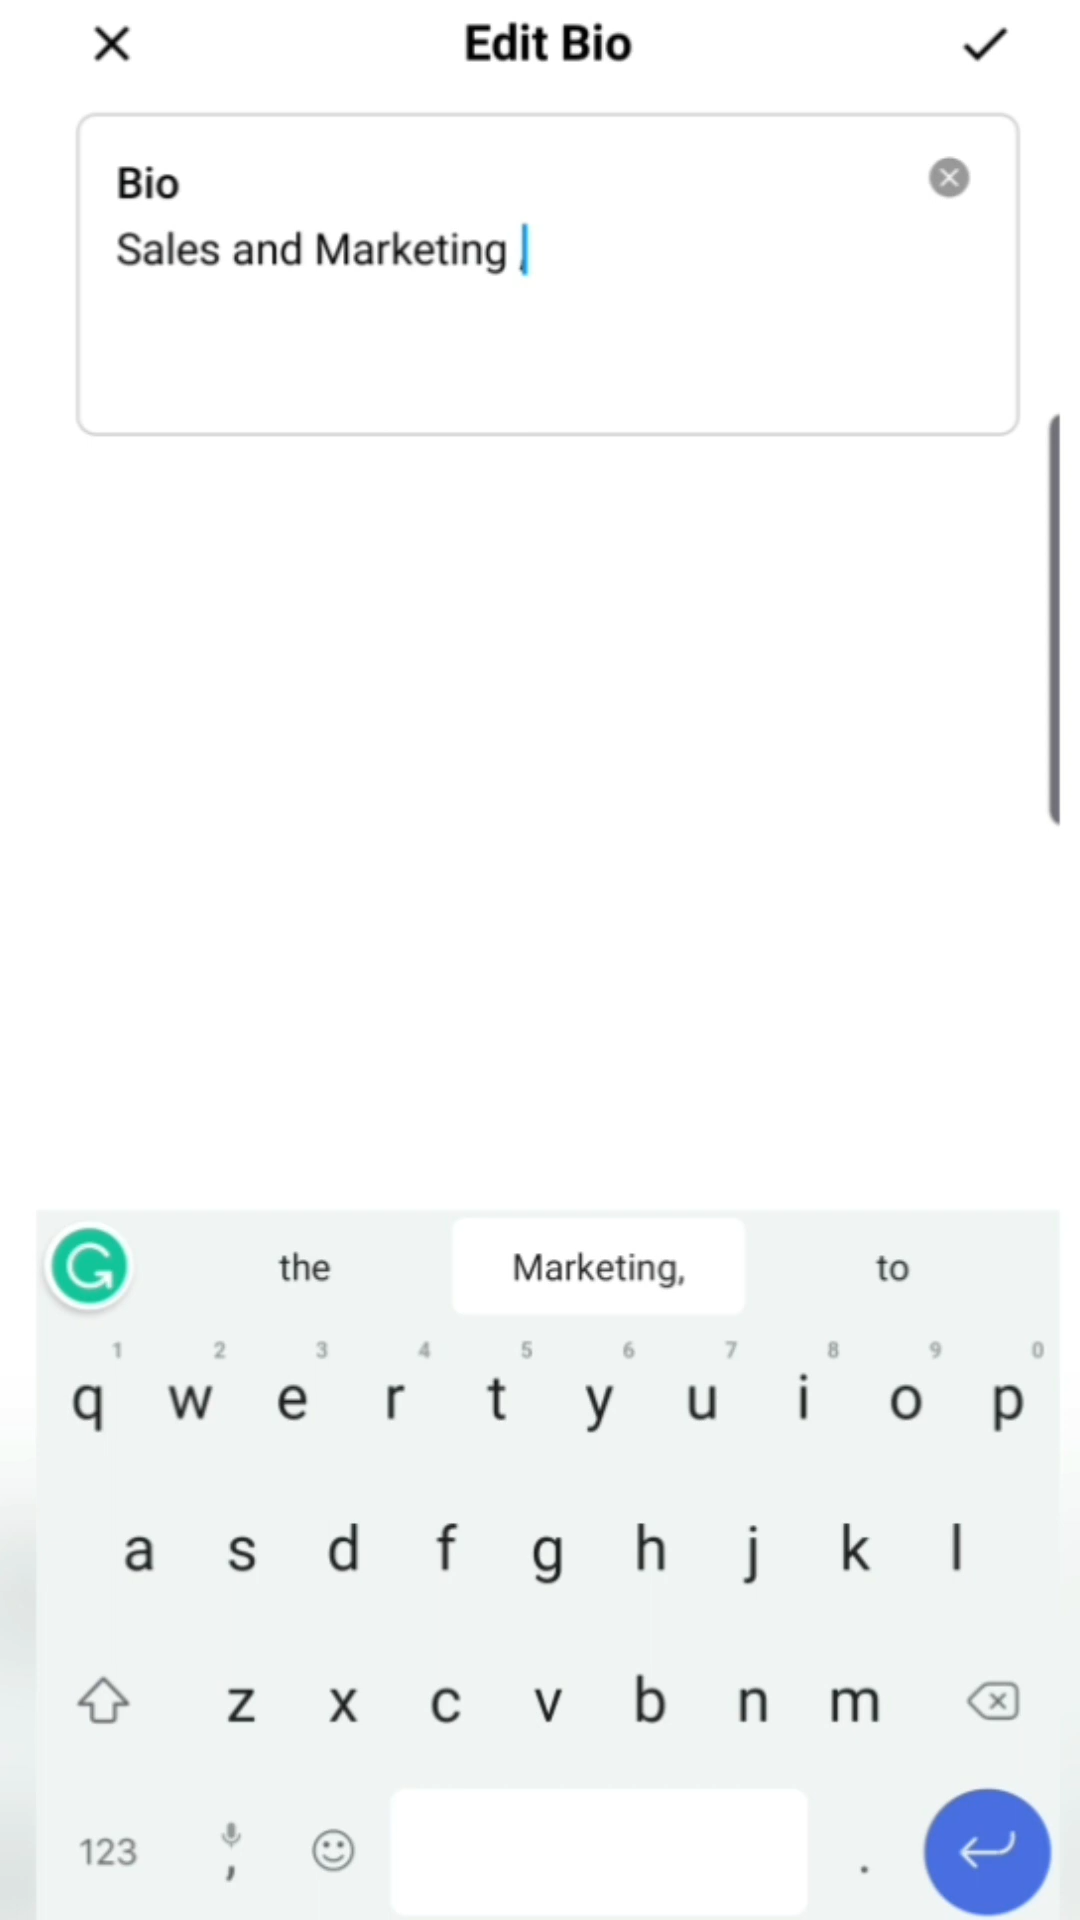 Edit Bio
Bio
Sales and Marketing ,
the Marketing, to
1 2 3 4 5 6 7 8 9 0
q w e r t y u i o p
a s d f g h j k l
z x c v b n m
123 , .